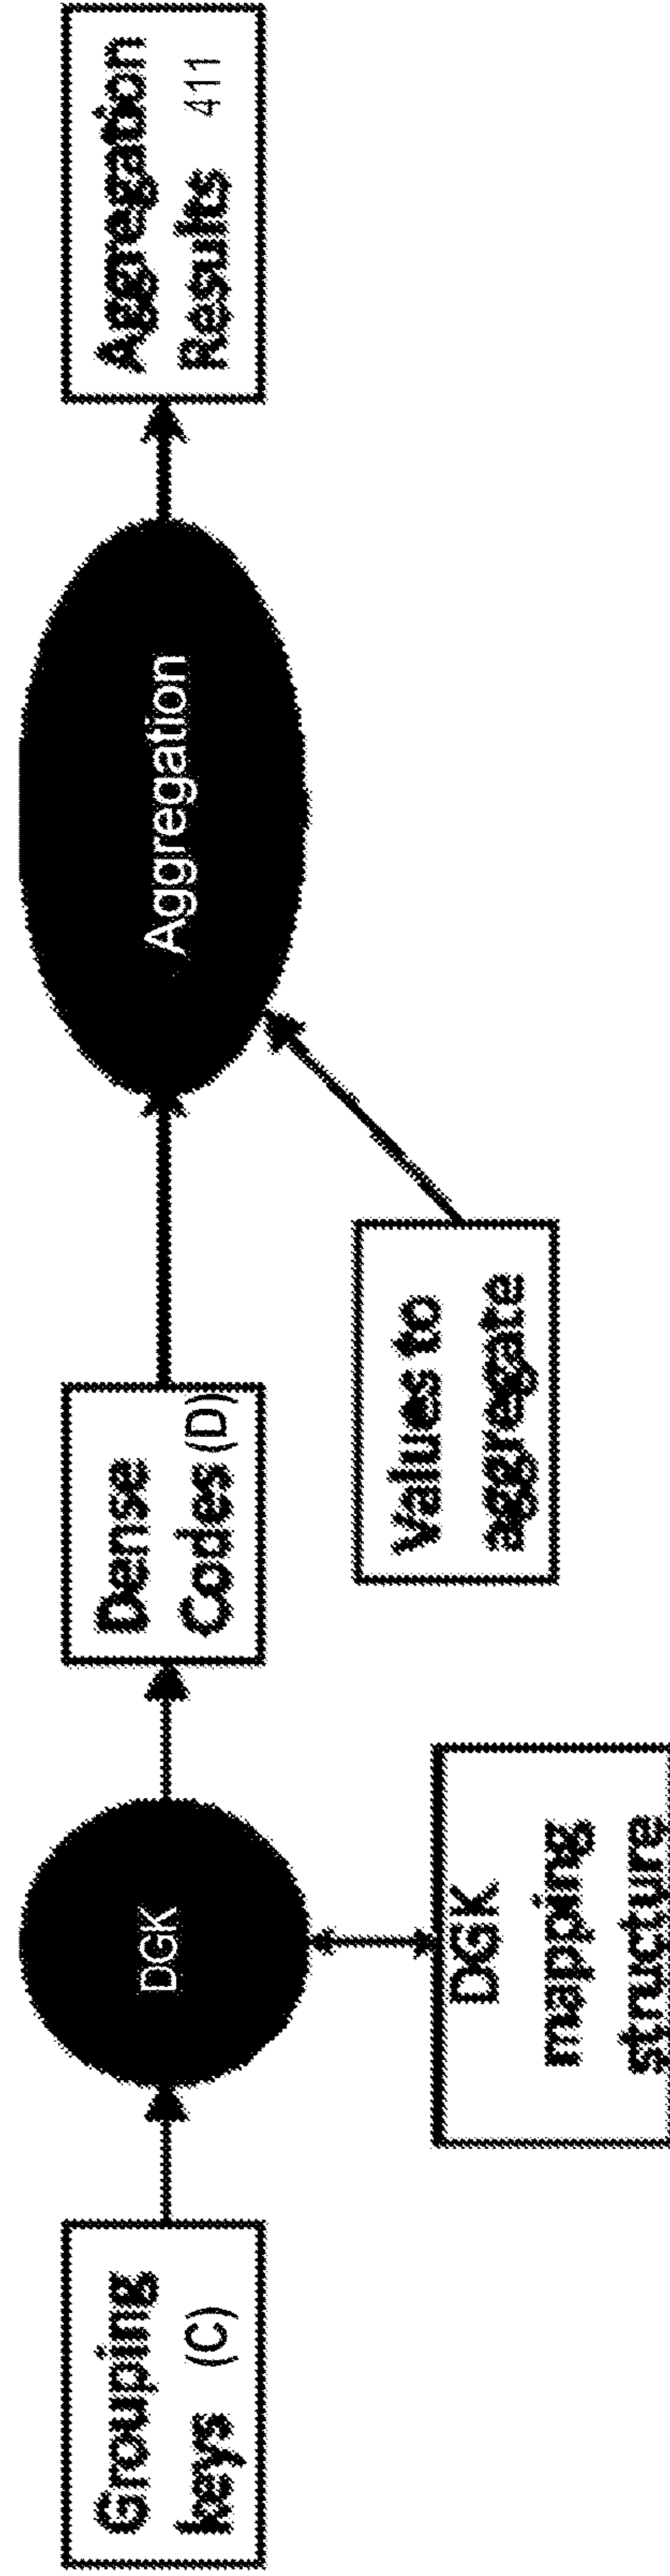 Grouping
keys (C)
DGK
DGK
mapping
structure
Dense
Codes (D)
Values to
aggregate
Aggregation
Aggregation
Results 411